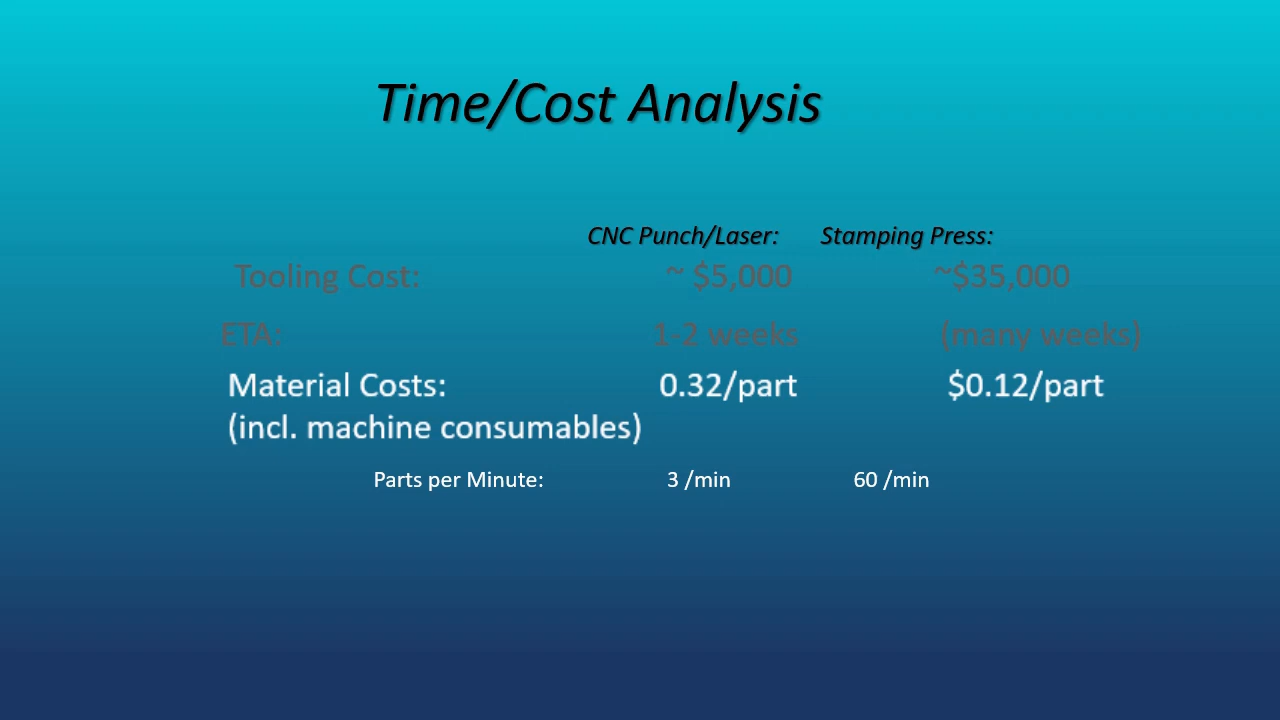 Time/Cost Analysis
CNC Punch/Laser: Stamping Press:
Tooling Cost: ~ $5,000 ~$35,000
ETA: 1-2 weeks (many weeks)
Material Costs: 0.32/part $0.12/part
(incl. machine consumables)
Parts per Minute: 3 /min 60 /min